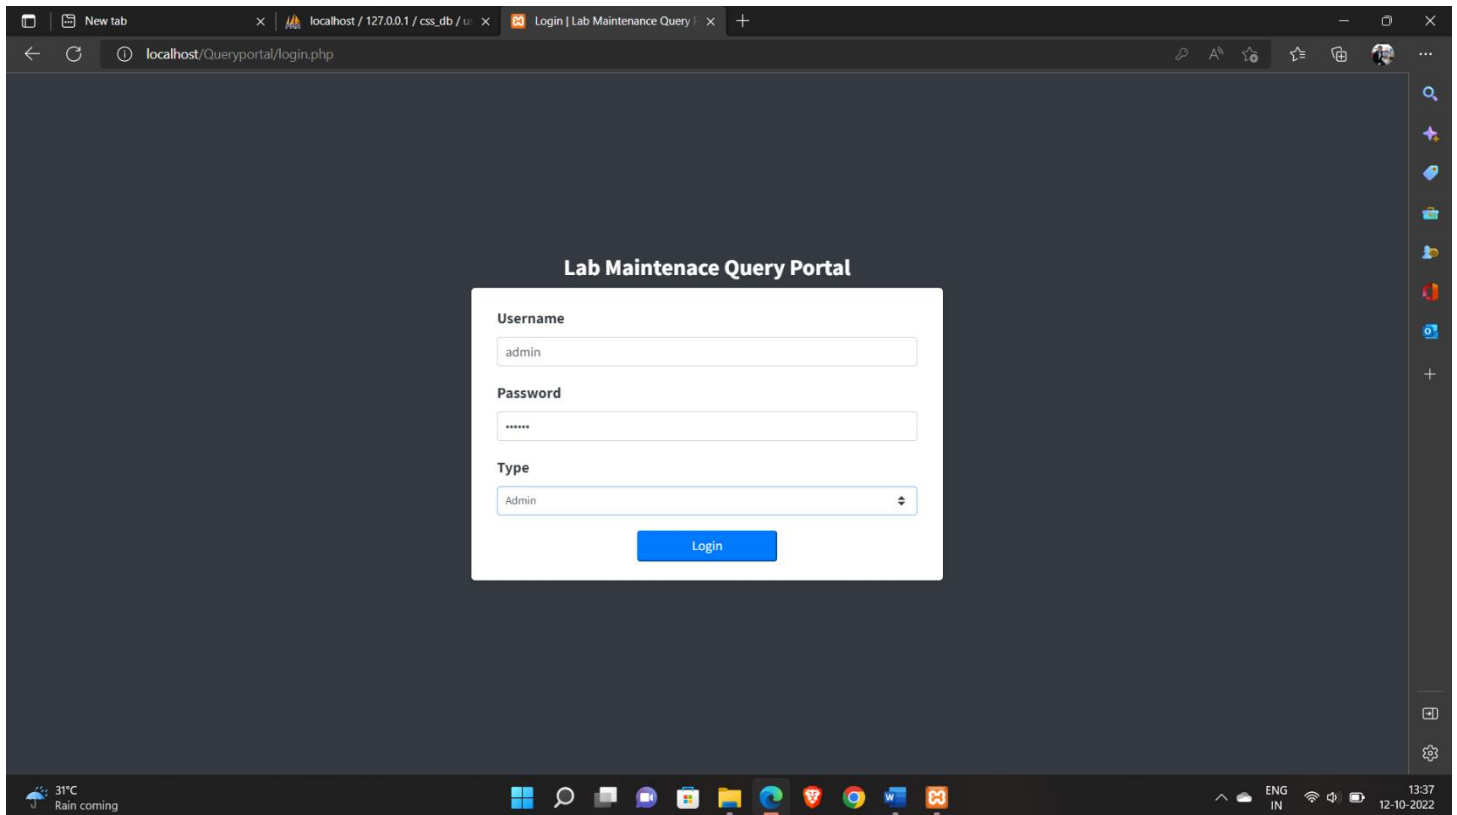 New tab
localhost / 127.0.0.1 / css_db / u
Login | Lab Maintenance Query
localhost/Queryportal/login.php
Lab Maintenace Query Portal
Username
admin
Password
••••••
Type
Admin
Login
31°C
Rain coming
ENG
IN
13:37
12-10-2022